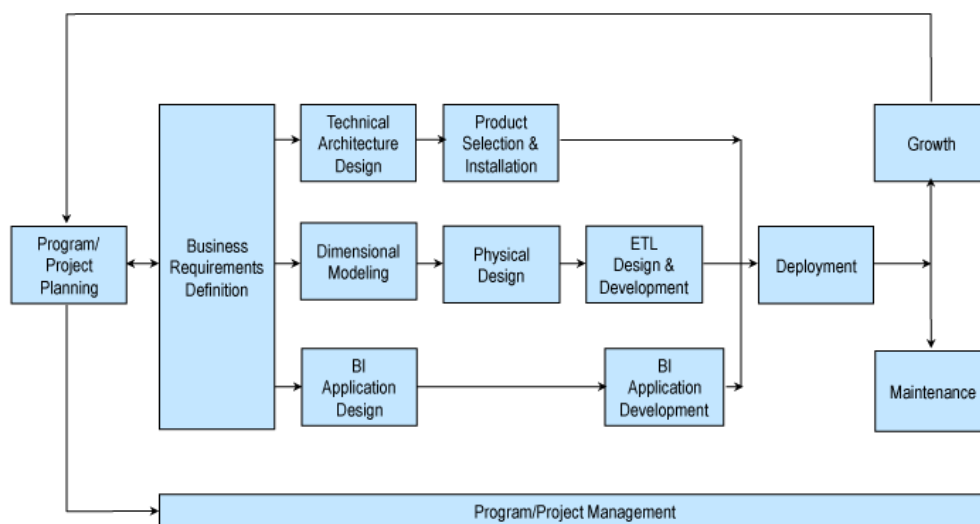 Technical
Architecture
Design
Product
Selection &
Installation
Growth
Program/
Project
Planning
Business
Requirements
Definition
Dimensional
Modeling
Physical
Design
ETL
Design &
Development
Deployment
BI
Application
Design
BI
Application
Development
Maintenance
Program/Project Management